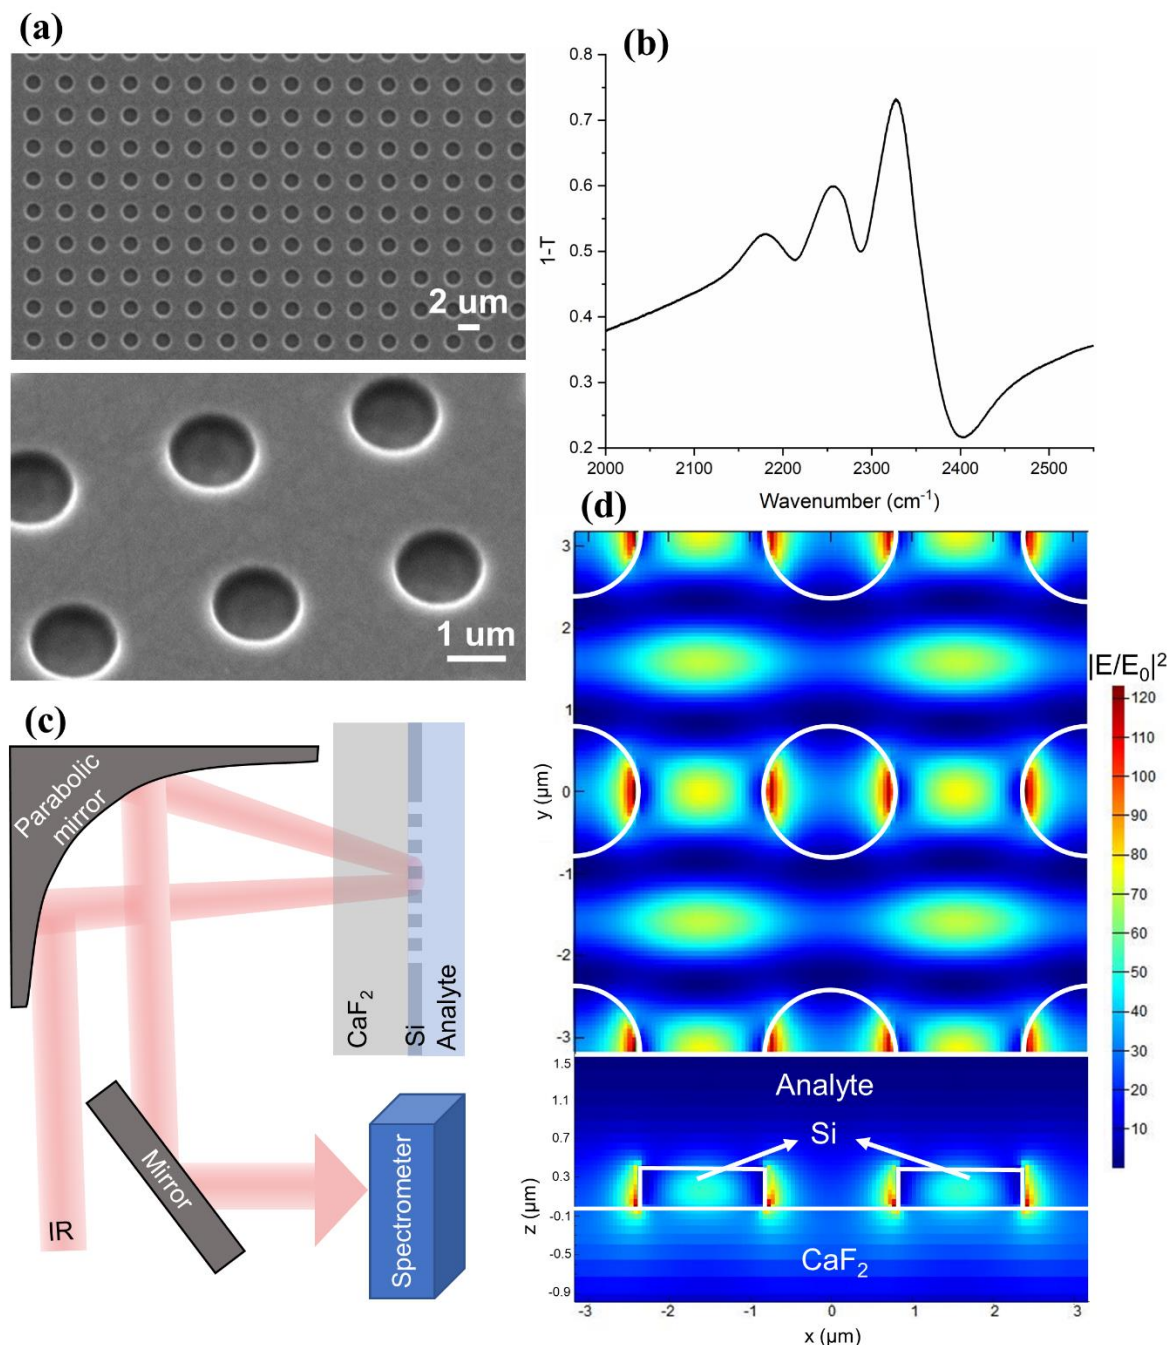 (a)
2 um
1 um
(b)
0.8
0.7
0.6
0.5
0.4
0.3
0.2
1-T
2000 2100 2200 2300 2400 2500
Wavenumber (cm⁻¹)
(c)
Parabolic
mirror
CaF₂
Si
Analyte
Mirror
IR
Spectrometer
(d)
3
2
1
0
-1
-2
-3
y (µm)
|E/E₀|²
120
110
100
90
80
70
60
50
40
30
20
10
1.5
1.1
0.7
0.3
-0.1
-0.5
-0.9
z (µm)
Analyte
Si
CaF₂
-3 -2 -1 0 1 2 3
x (µm)